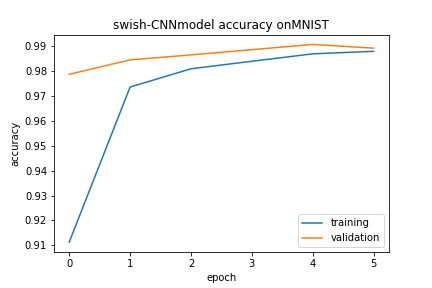 swish-CNNmodel accuracy onMNIST
accuracy
0.99
0.98
0.97
0.96
0.95
0.94
0.93
0.92
0.91
training
validation
0 1 2 3 4 5
epoch